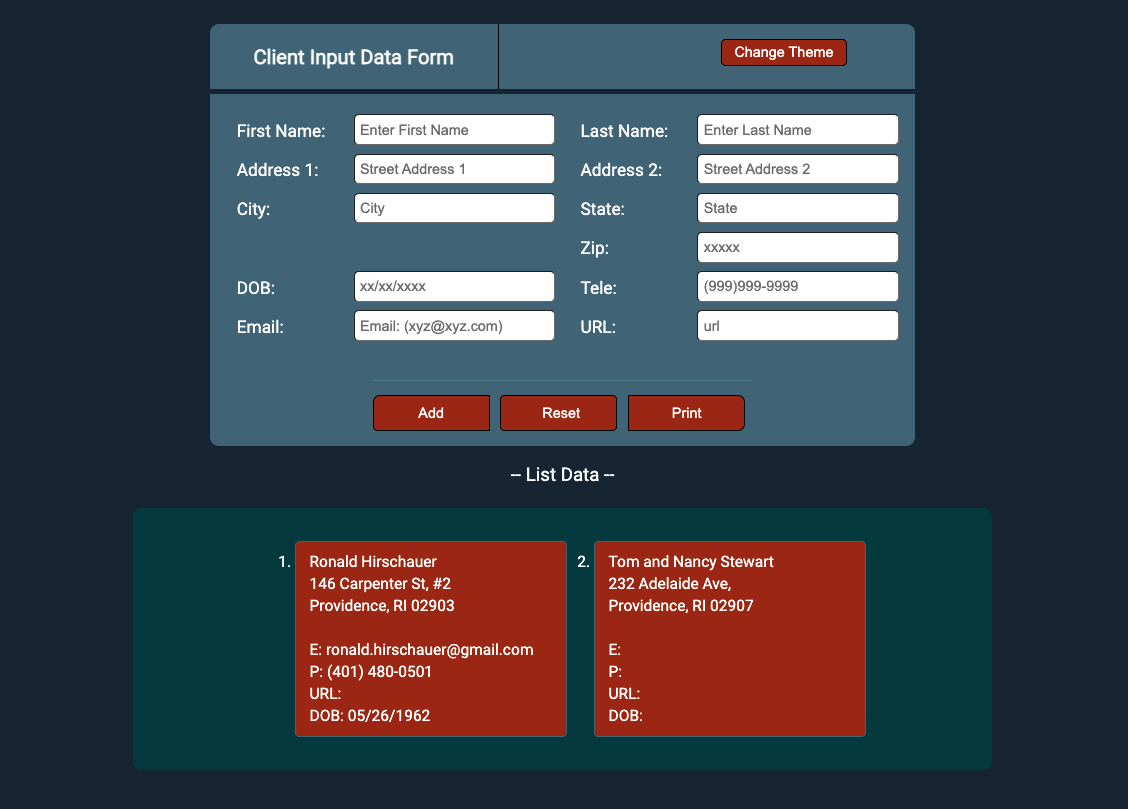 Client Input Data Form
Change Theme
First Name: Enter First Name Last Name: Enter Last Name
Address 1: Street Address 1 Address 2: Street Address 2
City: City State: State
Zip: xxxxx
DOB: xx/xx/xxxx Tele: (999)999-9999
Email: Email: (xyz@xyz.com) URL: url
Add Reset Print
-- List Data --
1. Ronald Hirschauer
146 Carpenter St, #2
Providence, RI 02903
E: ronald.hirschauer@gmail.com
P: (401) 480-0501
URL:
DOB: 05/26/1962
2. Tom and Nancy Stewart
232 Adelaide Ave,
Providence, RI 02907
E:
P:
URL:
DOB: